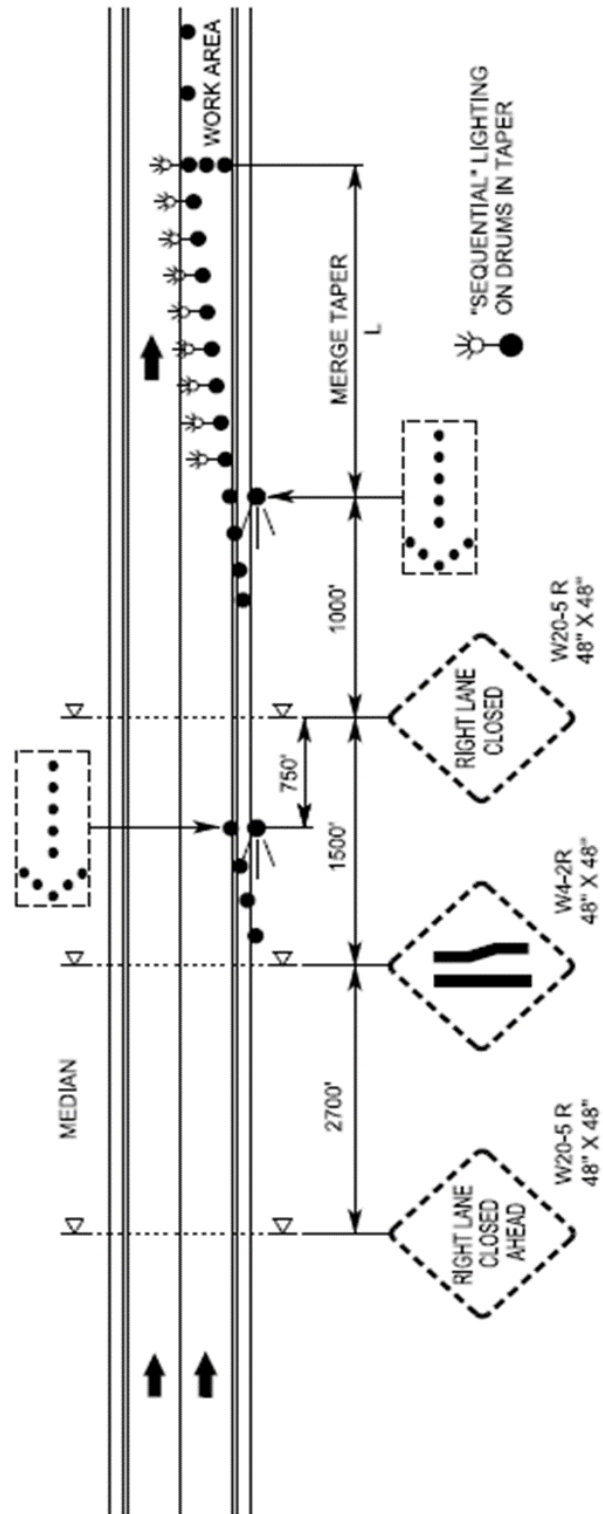 MEDIAN
2700'
1500'
750'
1000'
MERGE TAPER
L
WORK AREA
RIGHT LANE
CLOSED
AHEAD
W20-5 R
48" X 48"
W4-2R
48" X 48"
RIGHT LANE
CLOSED
W20-5 R
48" X 48"
"SEQUENTIAL" LIGHTING
ON DRUMS IN TAPER